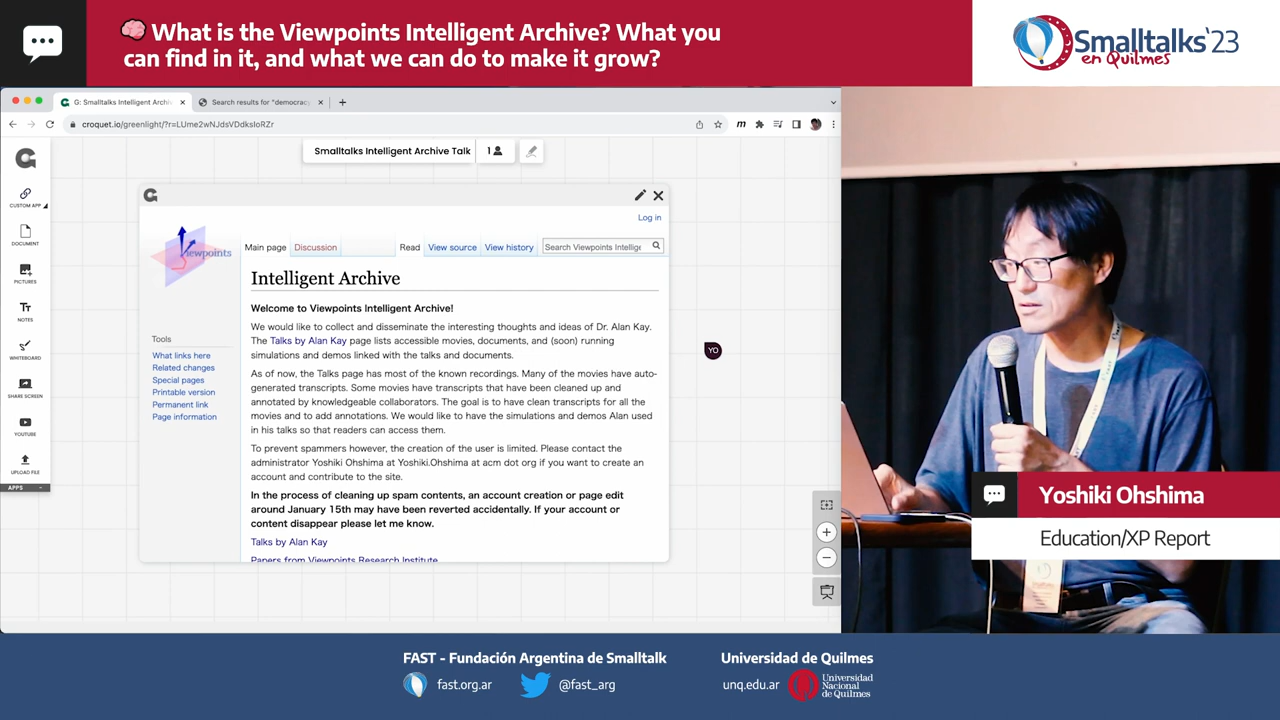 What is the Viewpoints Intelligent Archive? What you
can find in it, and what we can do to make it grow?
Smalltalks'23
en Quilmes
G: Smalltalks Intelligent Archi
Search results for "democrac
croquet.io/greenlight/?r=LUme2wNJdsVDdksIoRZr
Smalltalks Intelligent Archive Talk
1
CUSTOM APP
DOCUMENT
PICTURES
NOTES
WHITEBOARD
SHARE SCREEN
YOUTUBE
UPLOAD FILE
APPS
Log in
Viewpoints
Main page
Discussion
Read
View source
View history
Search Viewpoints Intellige
Intelligent Archive
Welcome to Viewpoints Intelligent Archive!
We would like to collect and disseminate the interesting thoughts and ideas of Dr. Alan Kay.
The Talks by Alan Kay page lists accessible movies, documents, and (soon) running
simulations and demos linked with the talks and documents.
As of now, the Talks page has most of the known recordings. Many of the movies have auto-
generated transcripts. Some movies have transcripts that have been cleaned up and
annotated by knowledgeable collaborators. The goal is to have clean transcripts for all the
movies and to add annotations. We would like to have the simulations and demos Alan used
in his talks so that readers can access them.
To prevent spammers however, the creation of the user is limited. Please contact the
administrator Yoshiki Ohshima at Yoshiki.Ohshima at acm dot org if you want to create an
account and contribute to the site.
In the process of cleaning up spam contents, an account creation or page edit
around January 15th may have been reverted accidentally. If your account or
content disappear please let me know.
Talks by Alan Kay
Papers from Viewpoints Research Institute
Tools
What links here
Related changes
Special pages
Printable version
Permanent link
Page information
YO
Yoshiki Ohshima
Education/XP Report
FAST - Fundación Argentina de Smalltalk
fast.org.ar
@fast_arg
Universidad de Quilmes
unq.edu.ar
Universidad
Nacional
de Quilmes